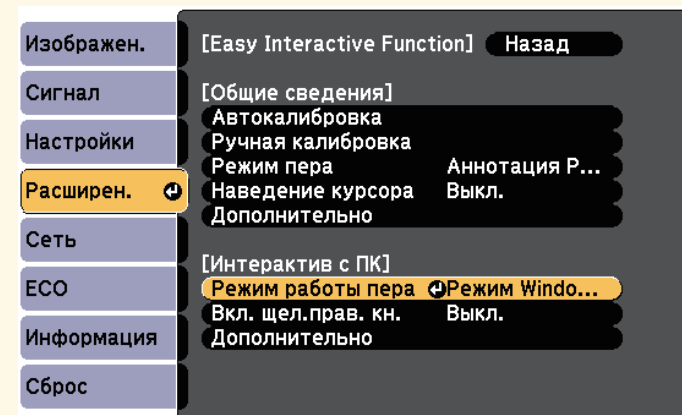 Изображен.
Сигнал
Настройки
Расширен.
Сеть
ECO
Информация
Сброс
[Easy Interactive Function] Назад
[Общие сведения]
Автокалибровка
Ручная калибровка
Режим пера Аннотация P...
Наведение курсора Выкл.
Дополнительно
[Интерактив с ПК]
Режим работы пера Режим Windo...
Вкл. щел.прав. кн. Выкл.
Дополнительно